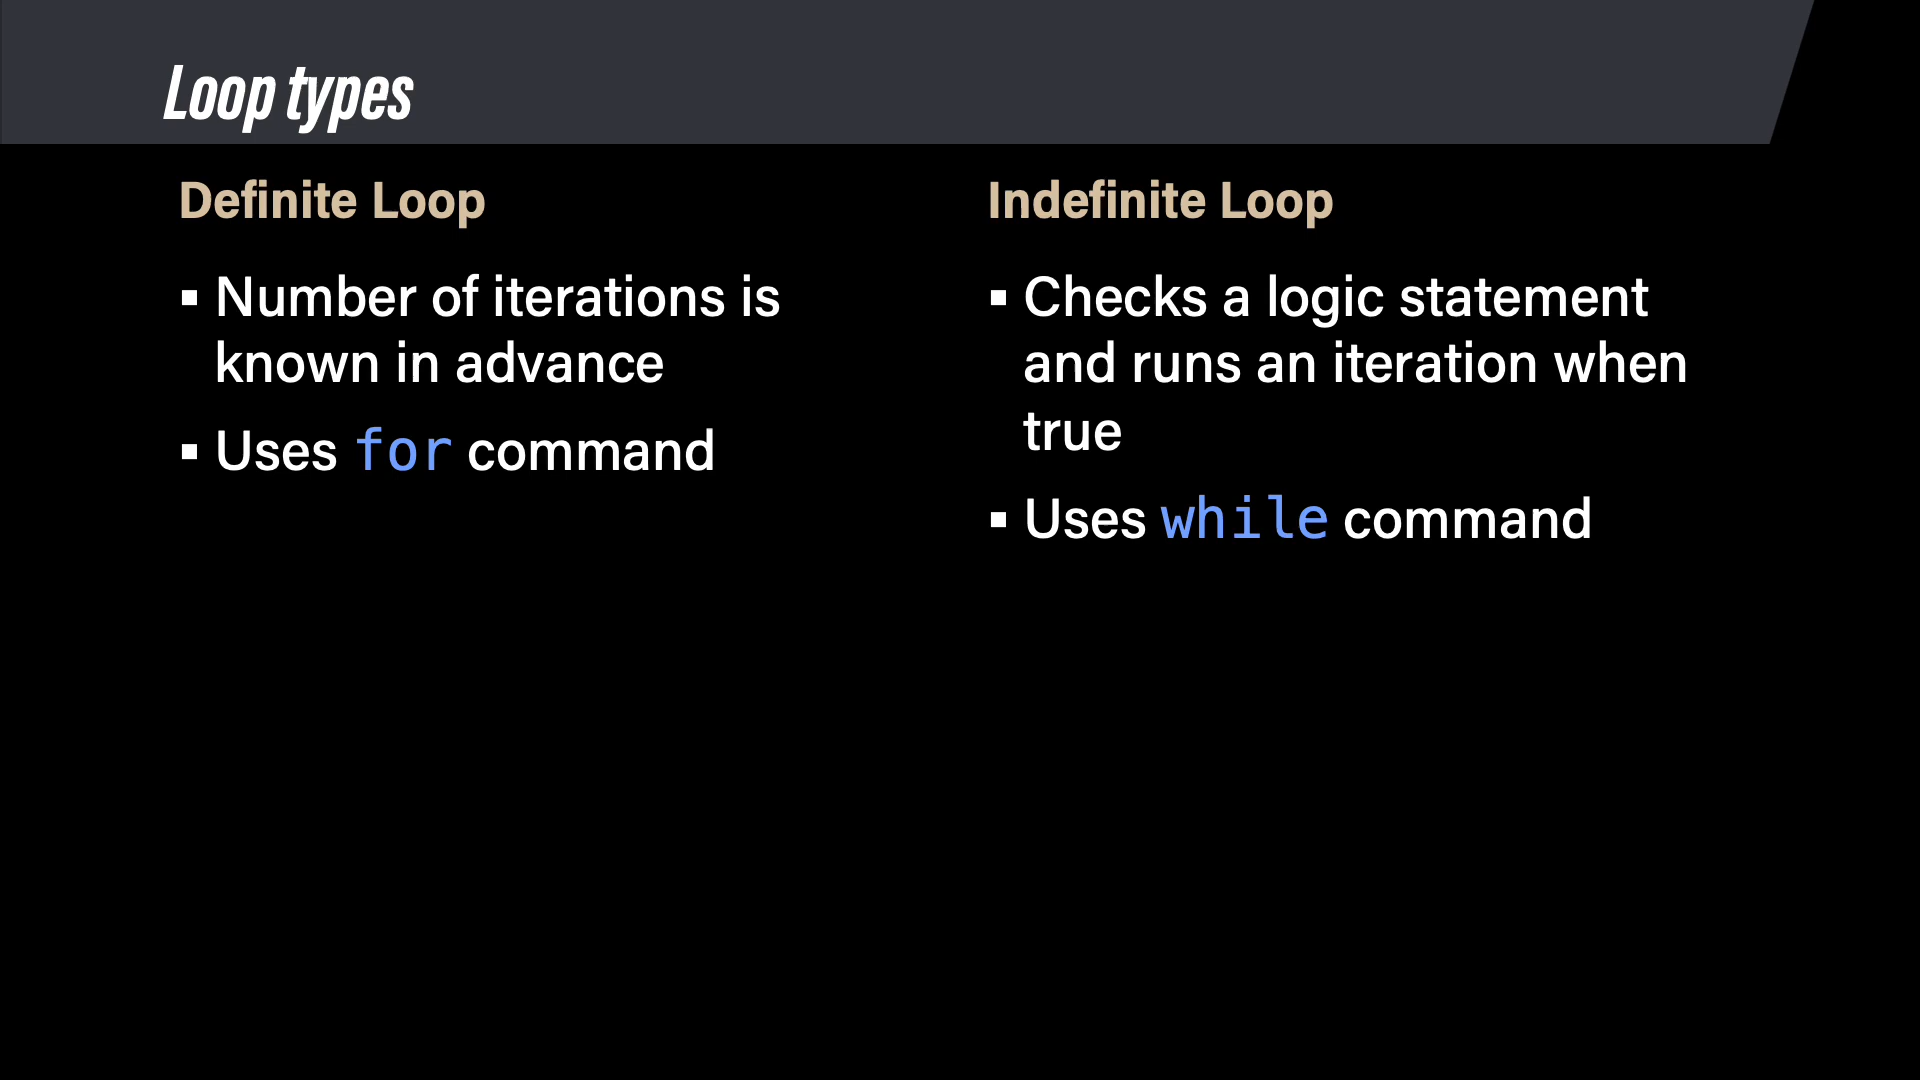 Loop types
Definite Loop
▪ Number of iterations is
known in advance
▪ Uses for command
Indefinite Loop
▪ Checks a logic statement
and runs an iteration when
true
▪ Uses while command